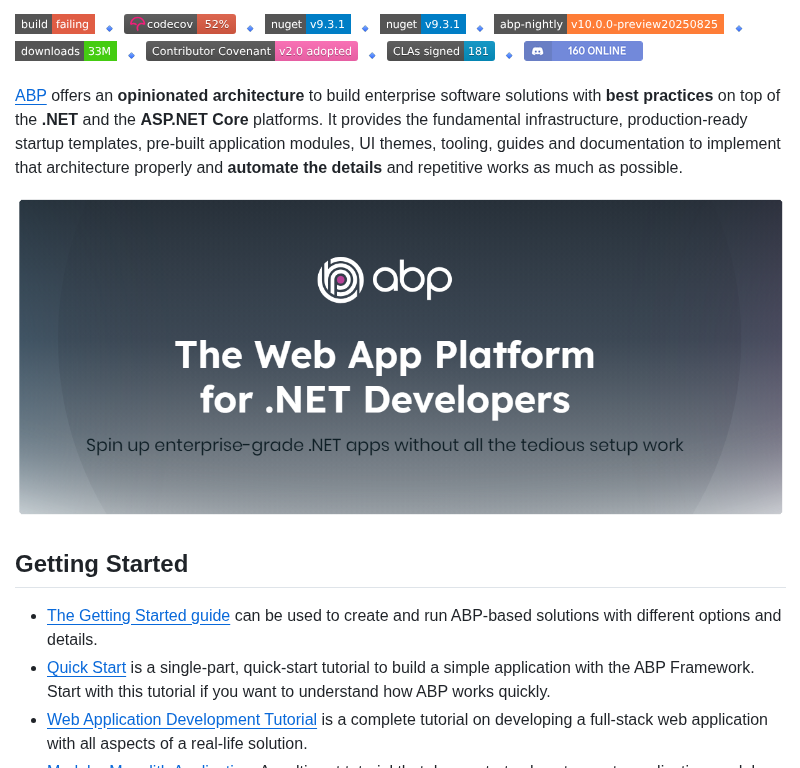 build failing codecov 52% nuget v9.3.1 nuget v9.3.1 abp-nightly v10.0.0-preview20250825
downloads 33M Contributor Covenant v2.0 adopted CLAs signed 181 160 ONLINE
ABP offers an opinionated architecture to build enterprise software solutions with best practices on top of
the .NET and the ASP.NET Core platforms. It provides the fundamental infrastructure, production-ready
startup templates, pre-built application modules, UI themes, tooling, guides and documentation to implement
that architecture properly and automate the details and repetitive works as much as possible.
abp
The Web App Platform
for .NET Developers
Spin up enterprise-grade .NET apps without all the tedious setup work
Getting Started
The Getting Started guide can be used to create and run ABP-based solutions with different options and
details.
Quick Start is a single-part, quick-start tutorial to build a simple application with the ABP Framework.
Start with this tutorial if you want to understand how ABP works quickly.
Web Application Development Tutorial is a complete tutorial on developing a full-stack web application
with all aspects of a real-life solution.